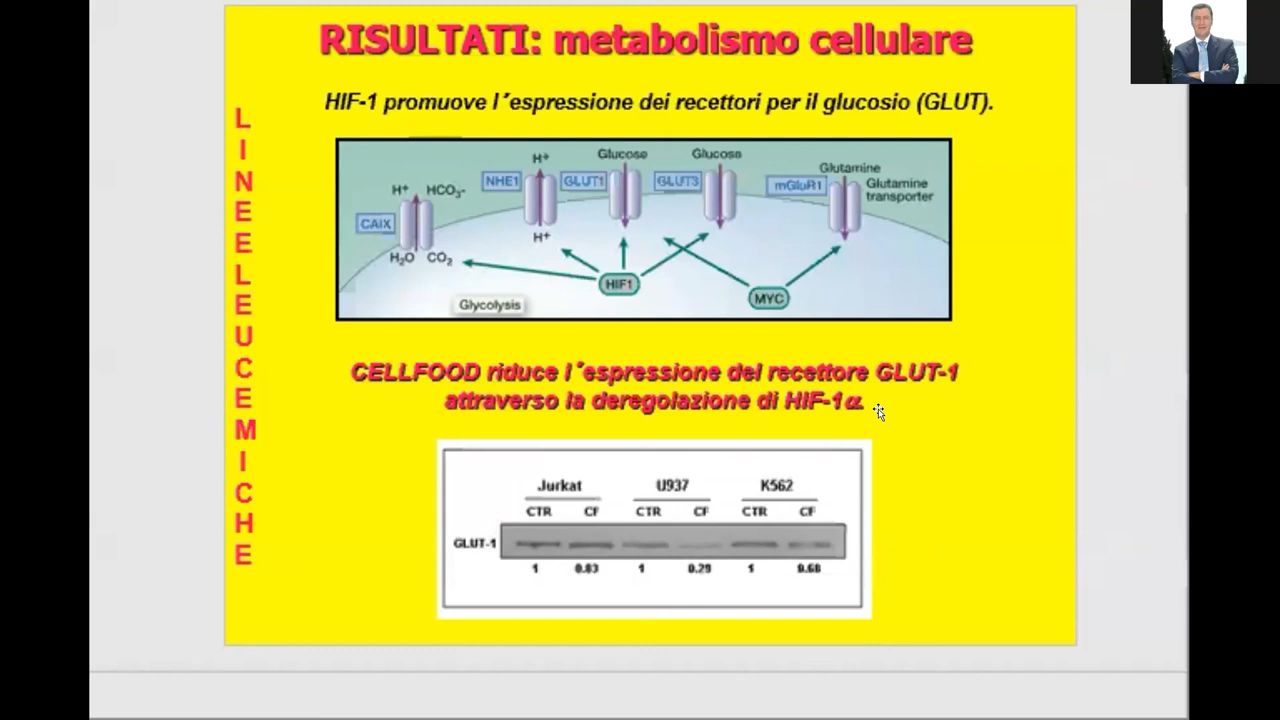 RISULTATI: metabolismo cellulare
HIF-1 promuove l´espressione dei recettori per il glucosio (GLUT).
LINEE LEUCEMICHE
H+ Glucose Glucose Glutamine
NHE1 GLUT1 GLUT3 mGluR1 Glutamine transporter
H+ HCO3-
CAIX
H+
H2O CO2
HIF1
MYC
Glycolysis
CELLFOOD riduce l´espressione del recettore GLUT-1
attraverso la deregolazione di HIF-1α.
Jurkat U937 K562
CTR CF CTR CF CTR CF
GLUT-1
1 0.83 1 0.29 1 0.68